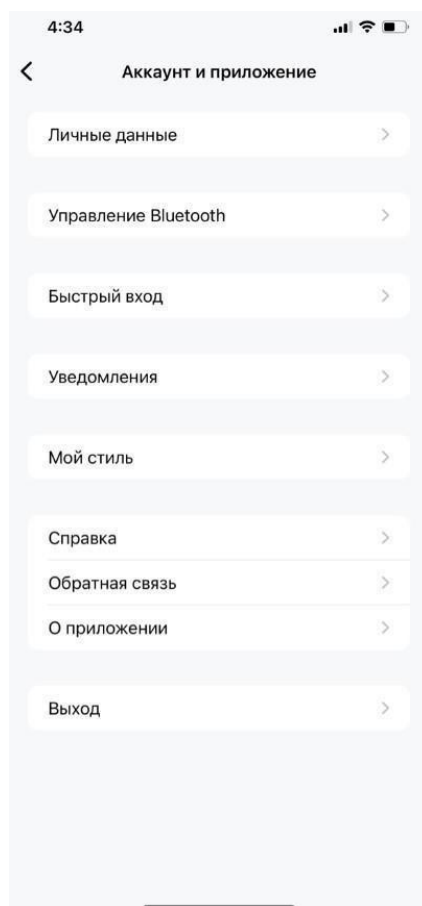 4:34
Аккаунт и приложение
Личные данные
Управление Bluetooth
Быстрый вход
Уведомления
Мой стиль
Справка
Обратная связь
О приложении
Выход